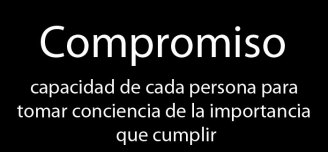 Compromiso
capacidad de cada persona para
tomar conciencia de la importancia
que cumplir